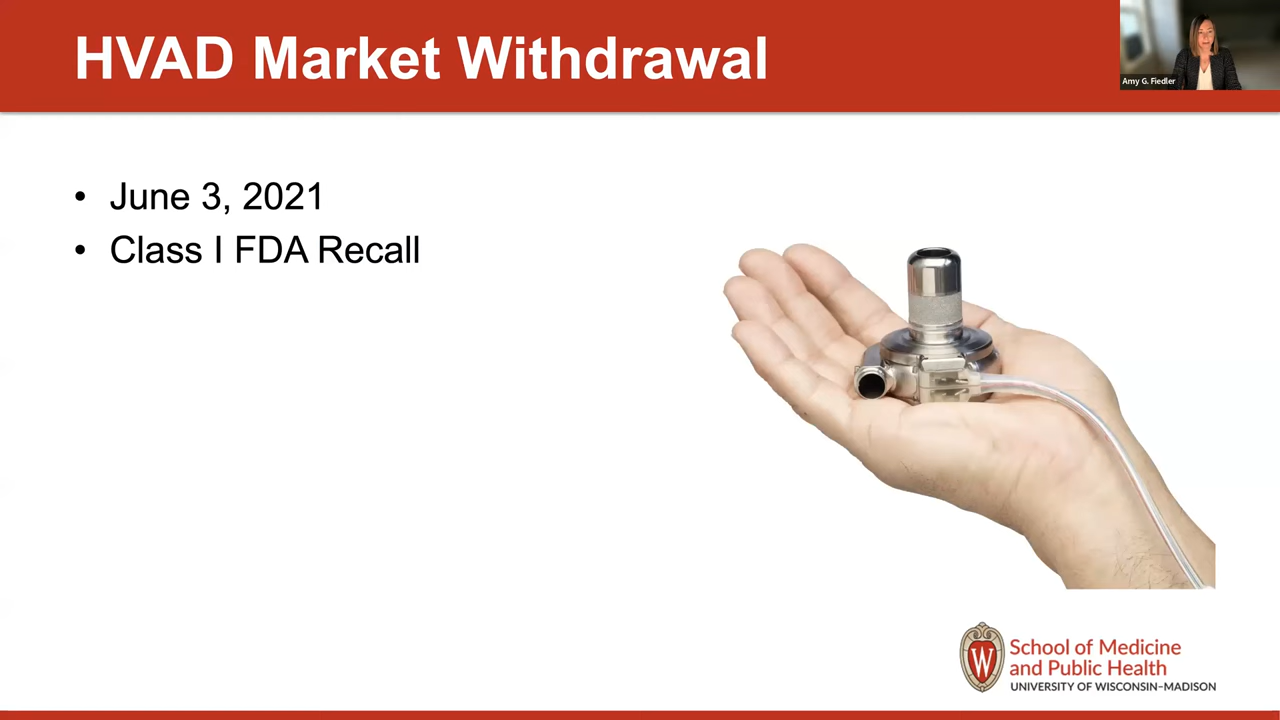 HVAD Market Withdrawal
Amy G. Fiedler
• June 3, 2021
• Class I FDA Recall
W
School of Medicine
and Public Health
UNIVERSITY OF WISCONSIN–MADISON